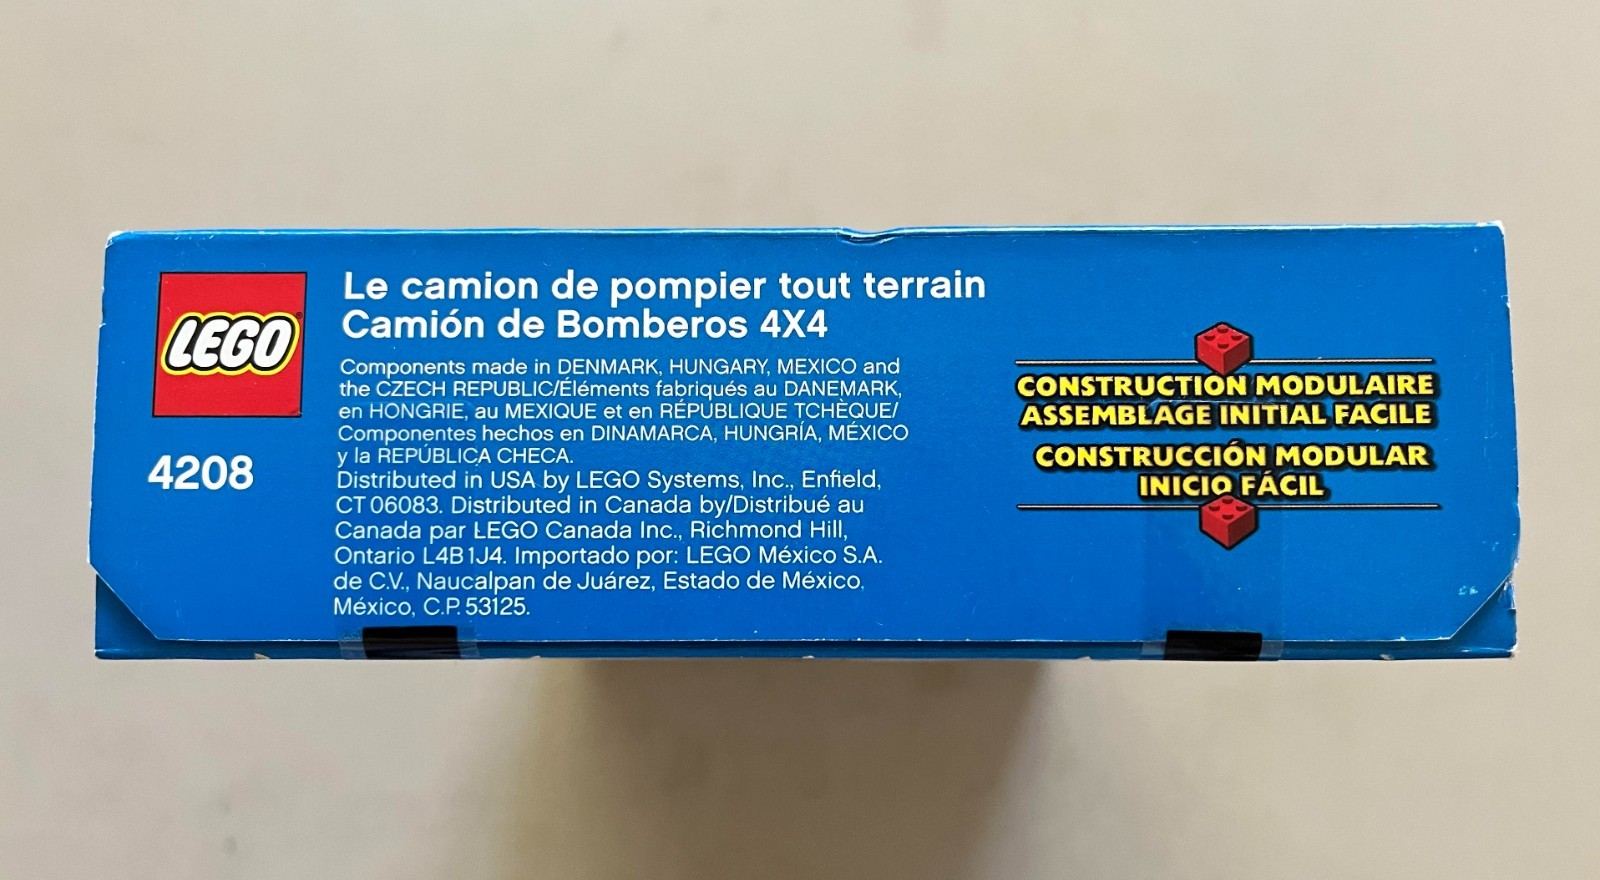 LEGO®
4208
Le camion de pompier tout terrain
Camión de Bomberos 4X4
Components made in DENMARK, HUNGARY, MEXICO and
the CZECH REPUBLIC/Éléments fabriqués au DANEMARK,
en HONGRIE, au MEXIQUE et en RÉPUBLIQUE TCHÈQUE/
Componentes hechos en DINAMARCA, HUNGRÍA, MÉXICO
y la REPÚBLICA CHECA.
Distributed in USA by LEGO Systems, Inc., Enfield,
CT 06083. Distributed in Canada by/Distribué au
Canada par LEGO Canada Inc., Richmond Hill,
Ontario L4B 1J4. Importado por: LEGO México S.A.
de C.V., Naucalpan de Juárez, Estado de México,
México, C.P. 53125.
CONSTRUCTION MODULAIRE
ASSEMBLAGE INITIAL FACILE
CONSTRUCCIÓN MODULAR
INICIO FÁCIL